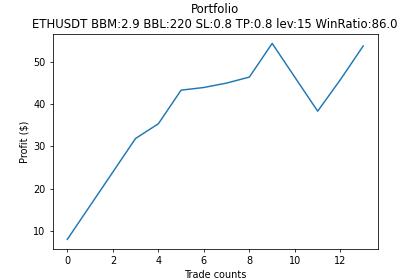 Portfolio
ETHUSDT BBM:2.9 BBL:220 SL:0.8 TP:0.8 lev:15 WinRatio:86.0
50
40
30
20
10
Profit ($)
0 2 4 6 8 10 12
Trade counts